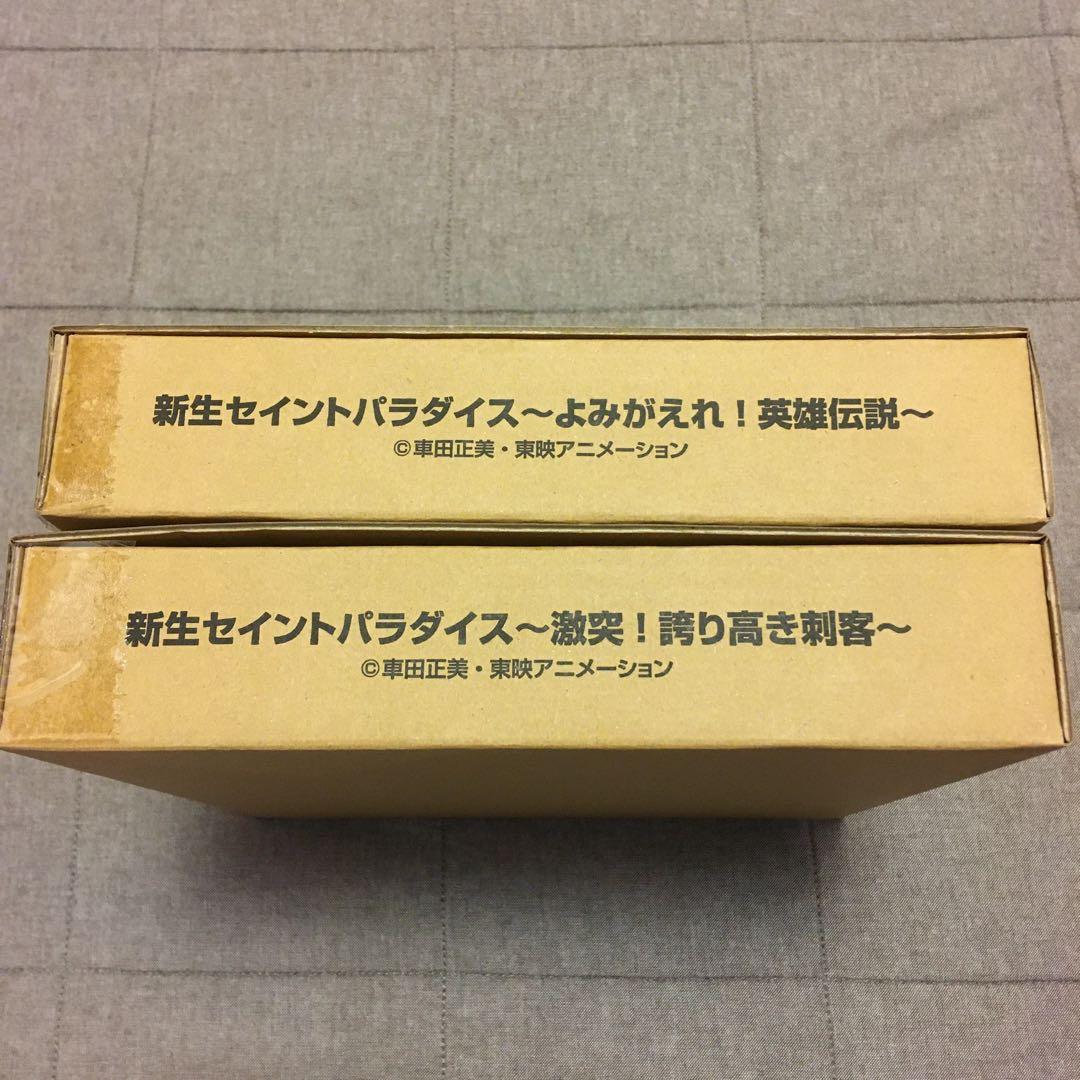 新生セイントパラダイス〜よみがえれ！英雄伝説〜
©車田正美・東映アニメーション
新生セイントパラダイス〜激突！誇り高き刺客〜
©車田正美・東映アニメーション